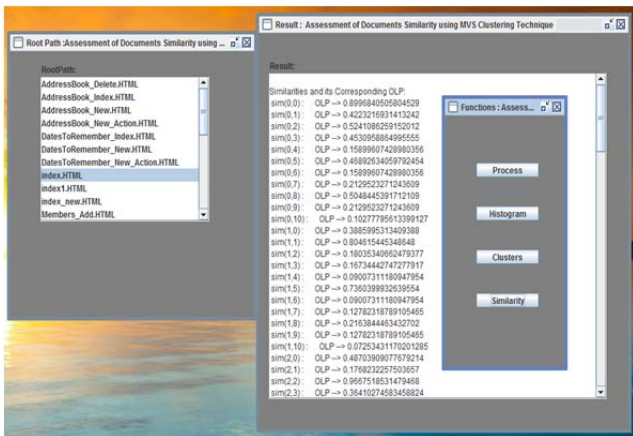 Root Path :Assessment of Documents Similarity using ...
RootPath:
AddressBook_Delete.HTML
AddressBook_Index.HTML
AddressBook_New.HTML
AddressBook_New_Action.HTML
DatesToRemember_Index.HTML
DatesToRemember_New.HTML
DatesToRemember_New_Action.HTML
index.HTML
index1.HTML
index_new.HTML
Members_Add.HTML
Result : Assessment of Documents Similarity using MVS Clustering Technique
Result:
Similarities and its Corresponding OLP:
sim(0,0) : OLP --> 0.8996840505804529
sim(0,1) : OLP --> 0.4223216931413242
sim(0,2) : OLP --> 0.5241086259152012
sim(0,3) : OLP --> 0.4530958864995555
sim(0,4) : OLP --> 0.15899607428980356
sim(0,5) : OLP --> 0.46892634059792454
sim(0,6) : OLP --> 0.15899607428980356
sim(0,7) : OLP --> 0.2129523271243609
sim(0,8) : OLP --> 0.5048445391712109
sim(0,9) : OLP --> 0.2129523271243609
sim(0,10) : OLP --> 0.10277795613399127
sim(1,0) : OLP --> 0.3885995313409388
sim(1,1) : OLP --> 0.804615445348648
sim(1,2) : OLP --> 0.18035340662479377
sim(1,3) : OLP --> 0.16734442747277917
sim(1,4) : OLP --> 0.09007311180947954
sim(1,5) : OLP --> 0.7360399932639554
sim(1,6) : OLP --> 0.09007311180947954
sim(1,7) : OLP --> 0.12782318789105465
sim(1,8) : OLP --> 0.2163844463432702
sim(1,9) : OLP --> 0.12782318789105465
sim(1,10) : OLP --> 0.07253431170201285
sim(2,0) : OLP --> 0.48703909077679214
sim(2,1) : OLP --> 0.1768232257503657
sim(2,2) : OLP --> 0.9667518531479468
sim(2,3) : OLP --> 0.36410274583458824
Functions : Assess...
Process
Histogram
Clusters
Similarity